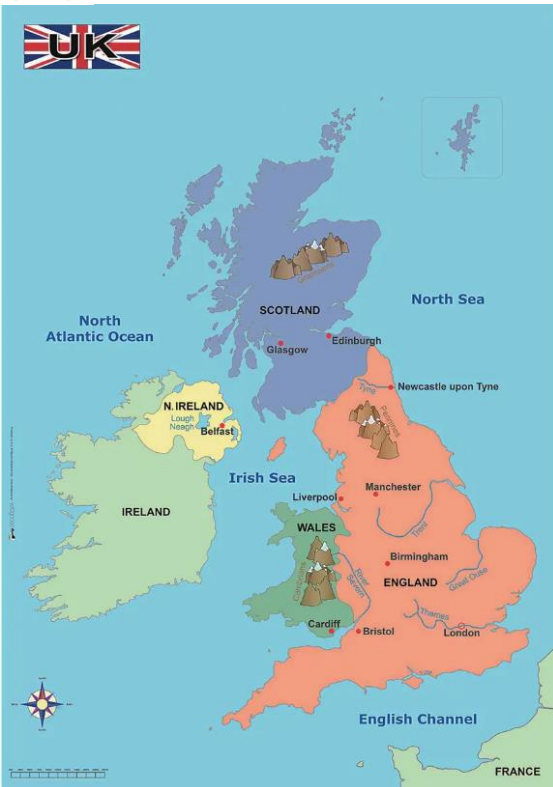 UK
North Sea
North
Atlantic Ocean
SCOTLAND
Edinburgh
Glasgow
Newcastle upon Tyne
Tyne
Pennines
N.IRELAND
Lough
Neagh
Belfast
Irish Sea
Manchester
Liverpool
IRELAND
WALES
Trent
Birmingham
ENGLAND
Great Ouse
River
Severn
Cambrians
Thames
London
Cardiff
Bristol
English Channel
FRANCE